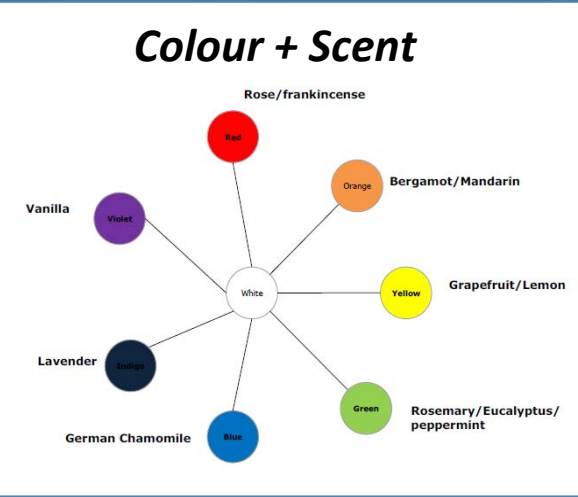 Colour + Scent
Rose/frankincense
Red
Orange
Bergamot/Mandarin
Vanilla
Violet
White
Yellow
Grapefruit/Lemon
Lavender
Indigo
Green
Rosemary/Eucalyptus/
peppermint
German Chamomile
Blue